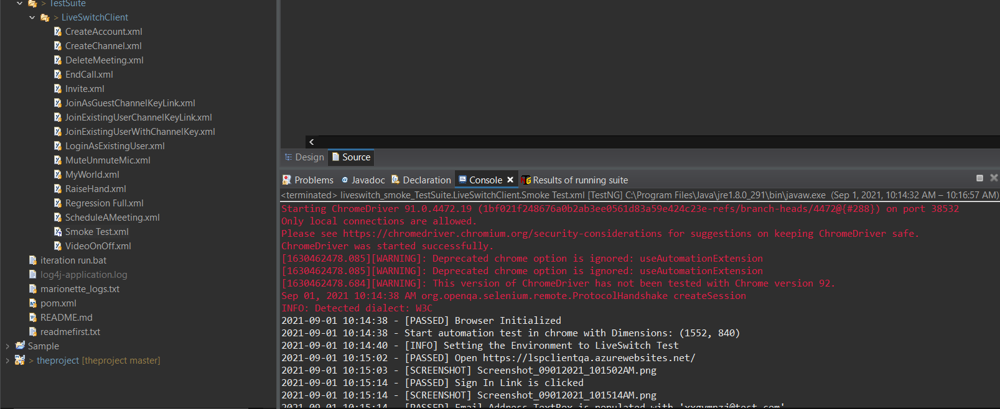 > TestSuite
> LiveSwitchClient
CreateAccount.xml
CreateChannel.xml
DeleteMeeting.xml
EndCall.xml
Invite.xml
JoinAsGuestChannelKeyLink.xml
JoinExistingUserChannelKeyLink.xml
JoinExistingUserWithChannelKey.xml
LoginAsExistingUser.xml
MuteUnmuteMic.xml
MyWorld.xml
RaiseHand.xml
Regression Full.xml
ScheduleAMeeting.xml
Smoke Test.xml
VideoOnOff.xml
iteration run.bat
log4j-application.log
marionette_logs.txt
pom.xml
README.md
readmefirst.txt
Sample
> theproject [theproject master]
Design Source
Problems Javadoc Declaration Console Results of running suite
<terminated> liveswitch_smoke_TestSuite.LiveSwitchClient.Smoke Test.xml [TestNG] C:\Program Files\Java\jre1.8.0_291\bin\javaw.exe (Sep 1, 2021, 10:14:32 AM – 10:16:57 AM)
Starting ChromeDriver 91.0.4472.19 (1bf021f248676a0b2ab3ee0561d83a59e424c23e-refs/branch-heads/4472@{#288}) on port 38532
Only local connections are allowed.
Please see https://chromedriver.chromium.org/security-considerations for suggestions on keeping ChromeDriver safe.
ChromeDriver was started successfully.
[1630462478.085][WARNING]: Deprecated chrome option is ignored: useAutomationExtension
[1630462478.085][WARNING]: Deprecated chrome option is ignored: useAutomationExtension
[1630462478.684][WARNING]: This version of ChromeDriver has not been tested with Chrome version 92.
Sep 01, 2021 10:14:38 AM org.openqa.selenium.remote.ProtocolHandshake createSession
INFO: Detected dialect: W3C
2021-09-01 10:14:38 - [PASSED] Browser Initialized
2021-09-01 10:14:38 - Start automation test in chrome with Dimensions: (1552, 840)
2021-09-01 10:14:40 - [INFO] Setting the Environment to LiveSwitch Test
2021-09-01 10:15:02 - [PASSED] Open https://lspclientqa.azurewebsites.net/
2021-09-01 10:15:03 - [SCREENSHOT] Screenshot_09012021_101502AM.png
2021-09-01 10:15:14 - [PASSED] Sign In Link is clicked
2021-09-01 10:15:14 - [SCREENSHOT] Screenshot_09012021_101514AM.png
2021-09-01 10:15:14 - [PASSED] Email Address TextBox is populated with